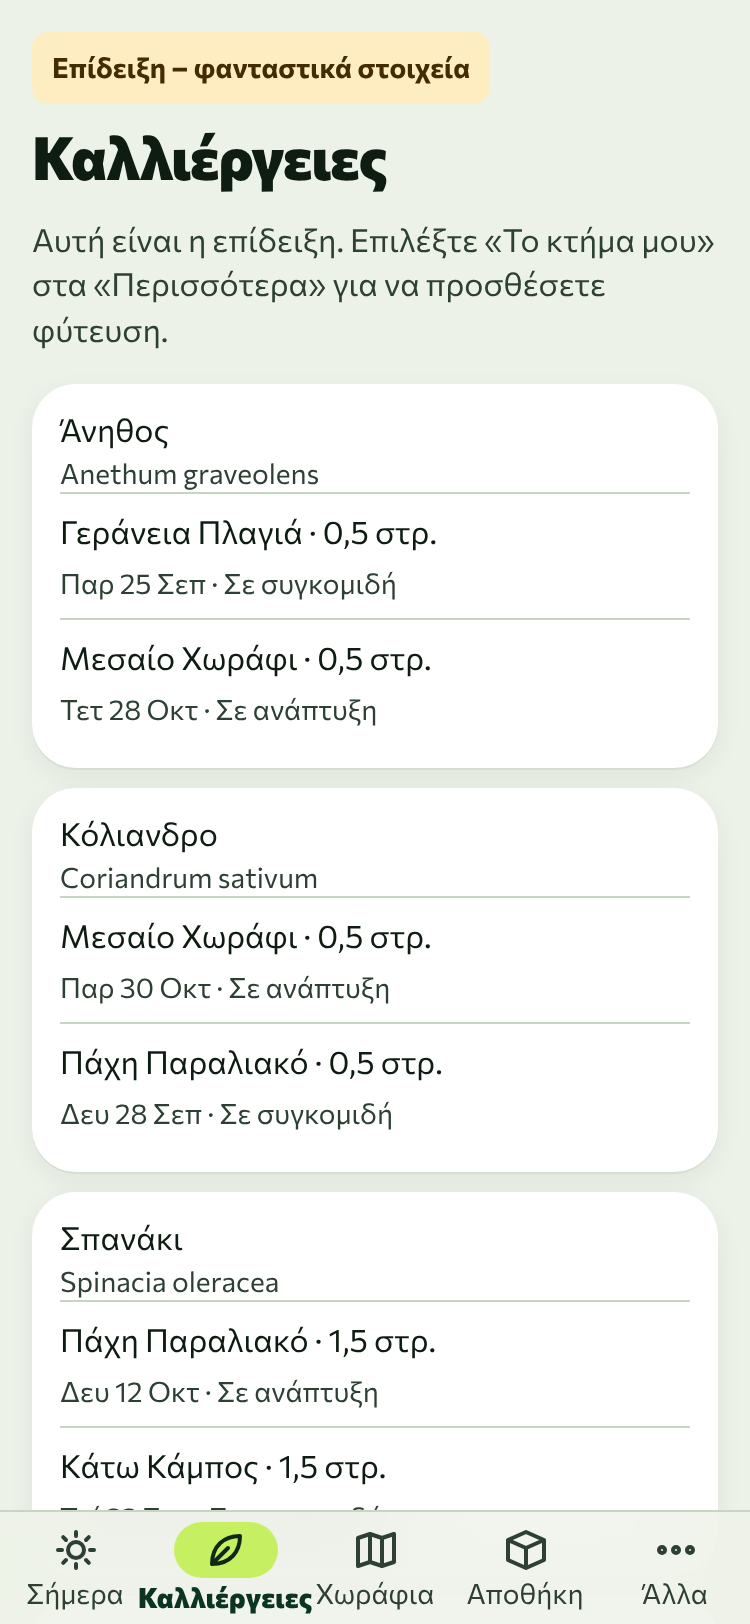 Επίδειξη – φανταστικά στοιχεία
Καλλιέργειες
Αυτή είναι η επίδειξη. Επιλέξτε «Το κτήμα μου»
στα «Περισσότερα» για να προσθέσετε
φύτευση.
Άνηθος
Anethum graveolens
Γεράνεια Πλαγιά · 0,5 στρ.
Παρ 25 Σεπ · Σε συγκομιδή
Μεσαίο Χωράφι · 0,5 στρ.
Τετ 28 Οκτ · Σε ανάπτυξη
Κόλιανδρο
Coriandrum sativum
Μεσαίο Χωράφι · 0,5 στρ.
Παρ 30 Οκτ · Σε ανάπτυξη
Πάχη Παραλιακό · 0,5 στρ.
Δευ 28 Σεπ · Σε συγκομιδή
Σπανάκι
Spinacia oleracea
Πάχη Παραλιακό · 1,5 στρ.
Δευ 12 Οκτ · Σε ανάπτυξη
Κάτω Κάμπος · 1,5 στρ.
Σήμερα
Καλλιέργειες
Χωράφια
Αποθήκη
Άλλα